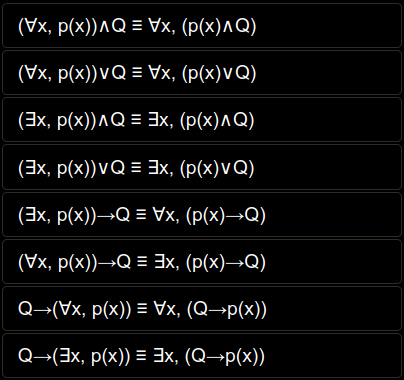 (∀x, p(x))∧Q ≡ ∀x, (p(x)∧Q)
(∀x, p(x))∨Q ≡ ∀x, (p(x)∨Q)
(∃x, p(x))∧Q ≡ ∃x, (p(x)∧Q)
(∃x, p(x))∨Q ≡ ∃x, (p(x)∨Q)
(∃x, p(x))→Q ≡ ∀x, (p(x)→Q)
(∀x, p(x))→Q ≡ ∃x, (p(x)→Q)
Q→(∀x, p(x)) ≡ ∀x, (Q→p(x))
Q→(∃x, p(x)) ≡ ∃x, (Q→p(x))